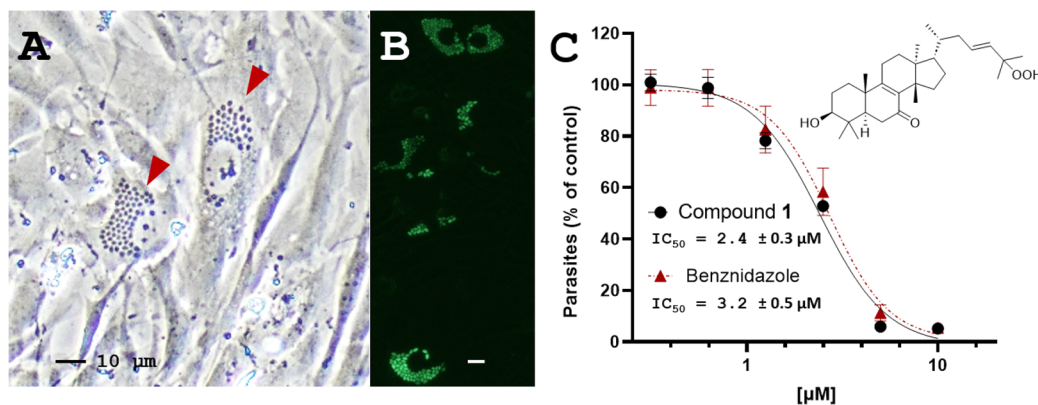 A
B
C
10 µm
Parasites (% of control)
120
100
80
60
40
20
0
1
10
[µM]
Compound 1
IC50 = 2.4 ± 0.3 µM
Benznidazole
IC50 = 3.2 ± 0.5 µM
HO
H
O
OOH